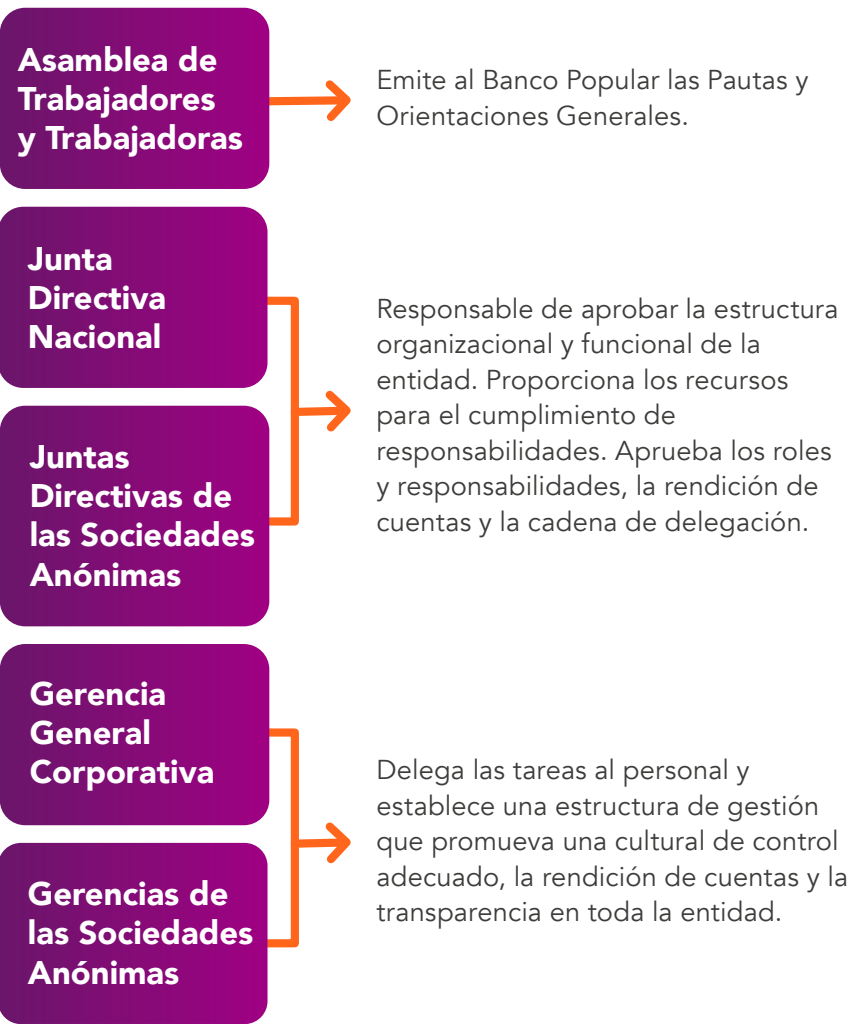 Asamblea de
Trabajadores
y Trabajadoras
Emite al Banco Popular las Pautas y
Orientaciones Generales.
Junta
Directiva
Nacional
Juntas
Directivas de
las Sociedades
Anónimas
Responsable de aprobar la estructura
organizacional y funcional de la
entidad. Proporciona los recursos
para el cumplimiento de
responsabilidades. Aprueba los roles
y responsabilidades, la rendición de
cuentas y la cadena de delegación.
Gerencia
General
Corporativa
Gerencias de
las Sociedades
Anónimas
Delega las tareas al personal y
establece una estructura de gestión
que promueva una cultural de control
adecuado, la rendición de cuentas y la
transparencia en toda la entidad.